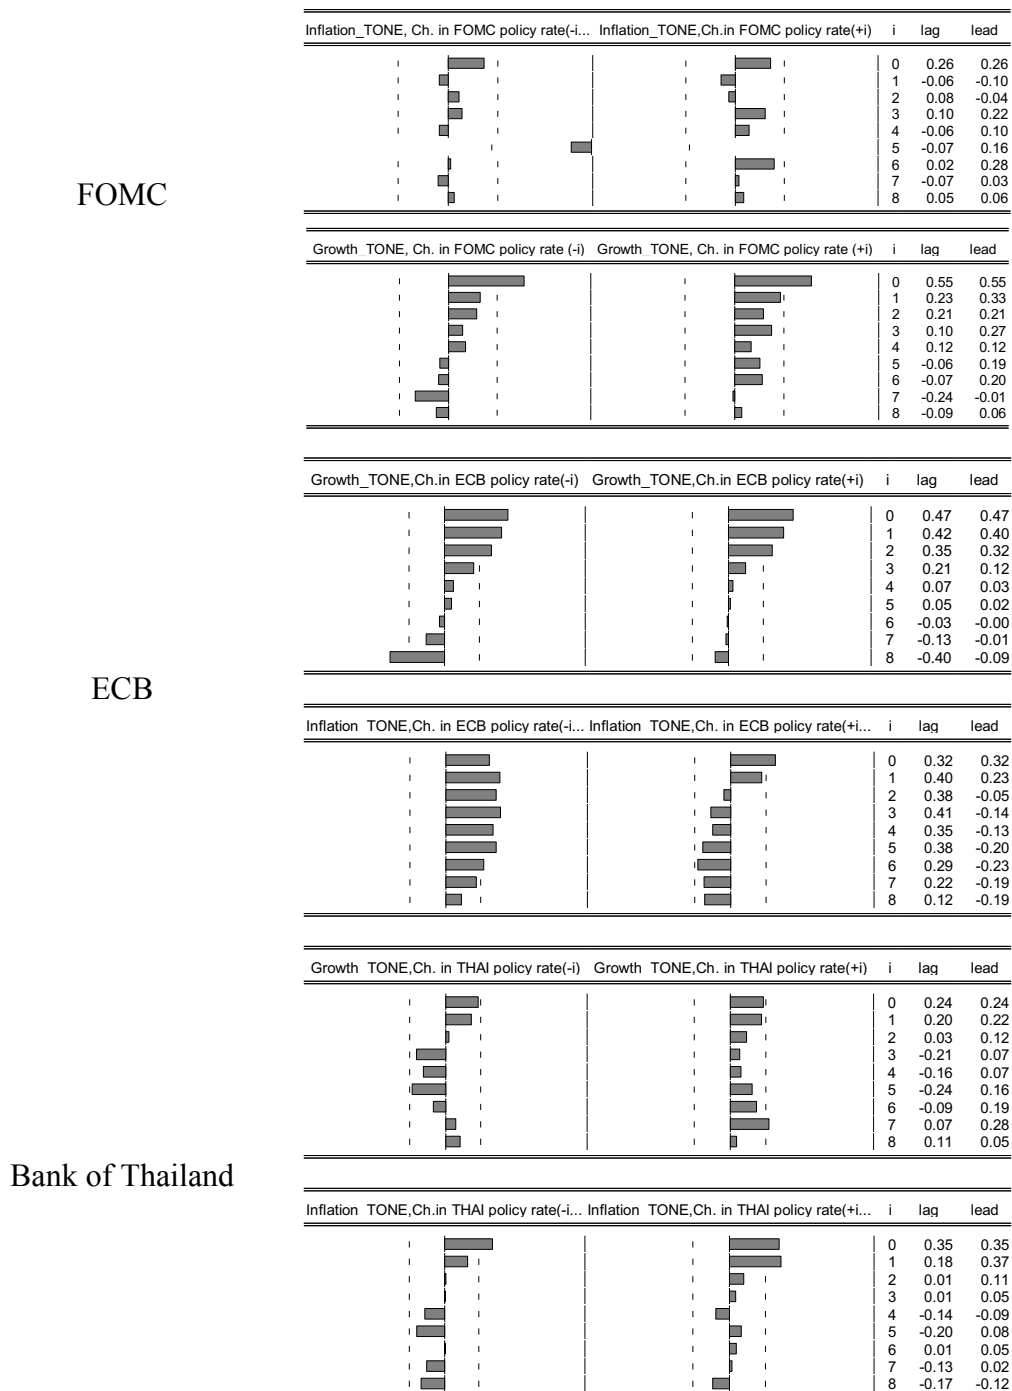 Inflation_TONE, Ch. in FOMC policy rate(-i... Inflation_TONE,Ch.in FOMC policy rate(+i) i lag lead
0 0.26 0.26
1 -0.06 -0.10
2 0.08 -0.04
3 0.10 0.22
4 -0.06 0.10
5 -0.07 0.16
6 0.02 0.28
7 -0.07 0.03
8 0.05 0.06
FOMC
Growth_TONE, Ch. in FOMC policy rate (-i) Growth_TONE, Ch. in FOMC policy rate (+i) i lag lead
0 0.55 0.55
1 0.23 0.33
2 0.21 0.21
3 0.10 0.27
4 0.12 0.12
5 -0.06 0.19
6 -0.07 0.20
7 -0.24 -0.01
8 -0.09 0.06
Growth_TONE,Ch.in ECB policy rate(-i) Growth_TONE,Ch.in ECB policy rate(+i) i lag lead
0 0.47 0.47
1 0.42 0.40
2 0.35 0.32
3 0.21 0.12
4 0.07 0.03
5 0.05 0.02
6 -0.03 -0.00
7 -0.13 -0.01
8 -0.40 -0.09
ECB
Inflation_TONE,Ch. in ECB policy rate(-i... Inflation_TONE,Ch. in ECB policy rate(+i... i lag lead
0 0.32 0.32
1 0.40 0.23
2 0.38 -0.05
3 0.41 -0.14
4 0.35 -0.13
5 0.38 -0.20
6 0.29 -0.23
7 0.22 -0.19
8 0.12 -0.19
Growth_TONE,Ch. in THAI policy rate(-i) Growth_TONE,Ch. in THAI policy rate(+i) i lag lead
0 0.24 0.24
1 0.20 0.22
2 0.03 0.12
3 -0.21 0.07
4 -0.16 0.07
5 -0.24 0.16
6 -0.09 0.19
7 0.07 0.28
8 0.11 0.05
Bank of Thailand
Inflation_TONE,Ch.in THAI policy rate(-i... Inflation_TONE,Ch. in THAI policy rate(+i... i lag lead
0 0.35 0.35
1 0.18 0.37
2 0.01 0.11
3 0.01 0.05
4 -0.14 -0.09
5 -0.20 0.08
6 0.01 0.05
7 -0.13 0.02
8 -0.17 -0.12